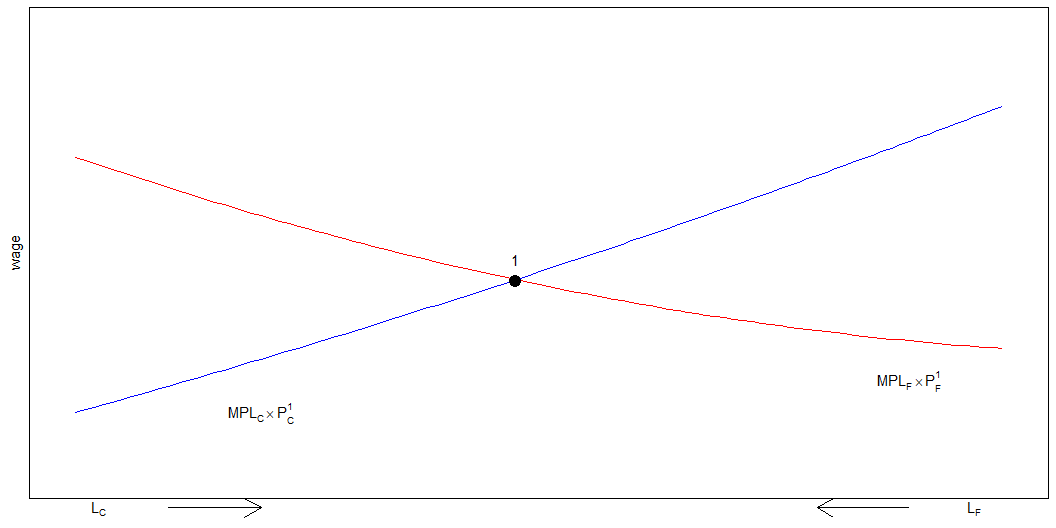 wage
1
MPL_F × P_F^1
MPL_C × P_C^1
L_C
L_F